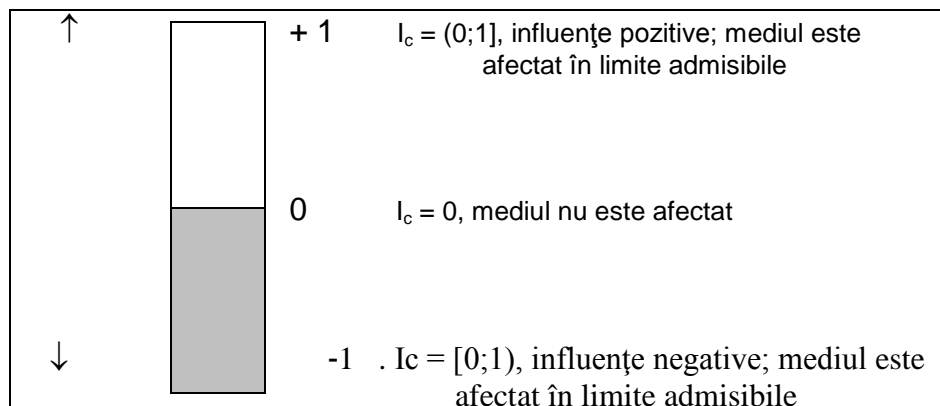 ↑ + 1 I_c = (0;1], influenţe pozitive; mediul este
afectat în limite admisibile
0 I_c = 0, mediul nu este afectat
↓ -1 . Ic = [0;1), influenţe negative; mediul este
afectat în limite admisibile